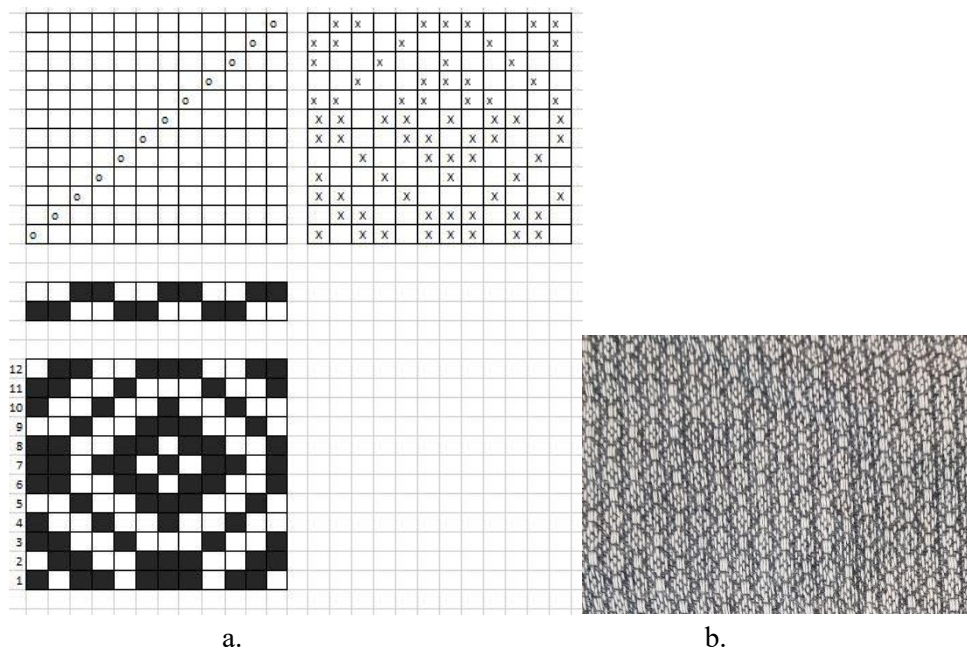 o x x x x x x x
o x x x x x
o x x x x
o x x x x x
o x x x x x x x
o X X X X X X X X
o X X X X X X X
o X X X X X
o X X X X
o X X X X X
o X X X X X X X
o X X X X X X X X
12
11
10
9
8
7
6
5
4
3
2
1
a. b.